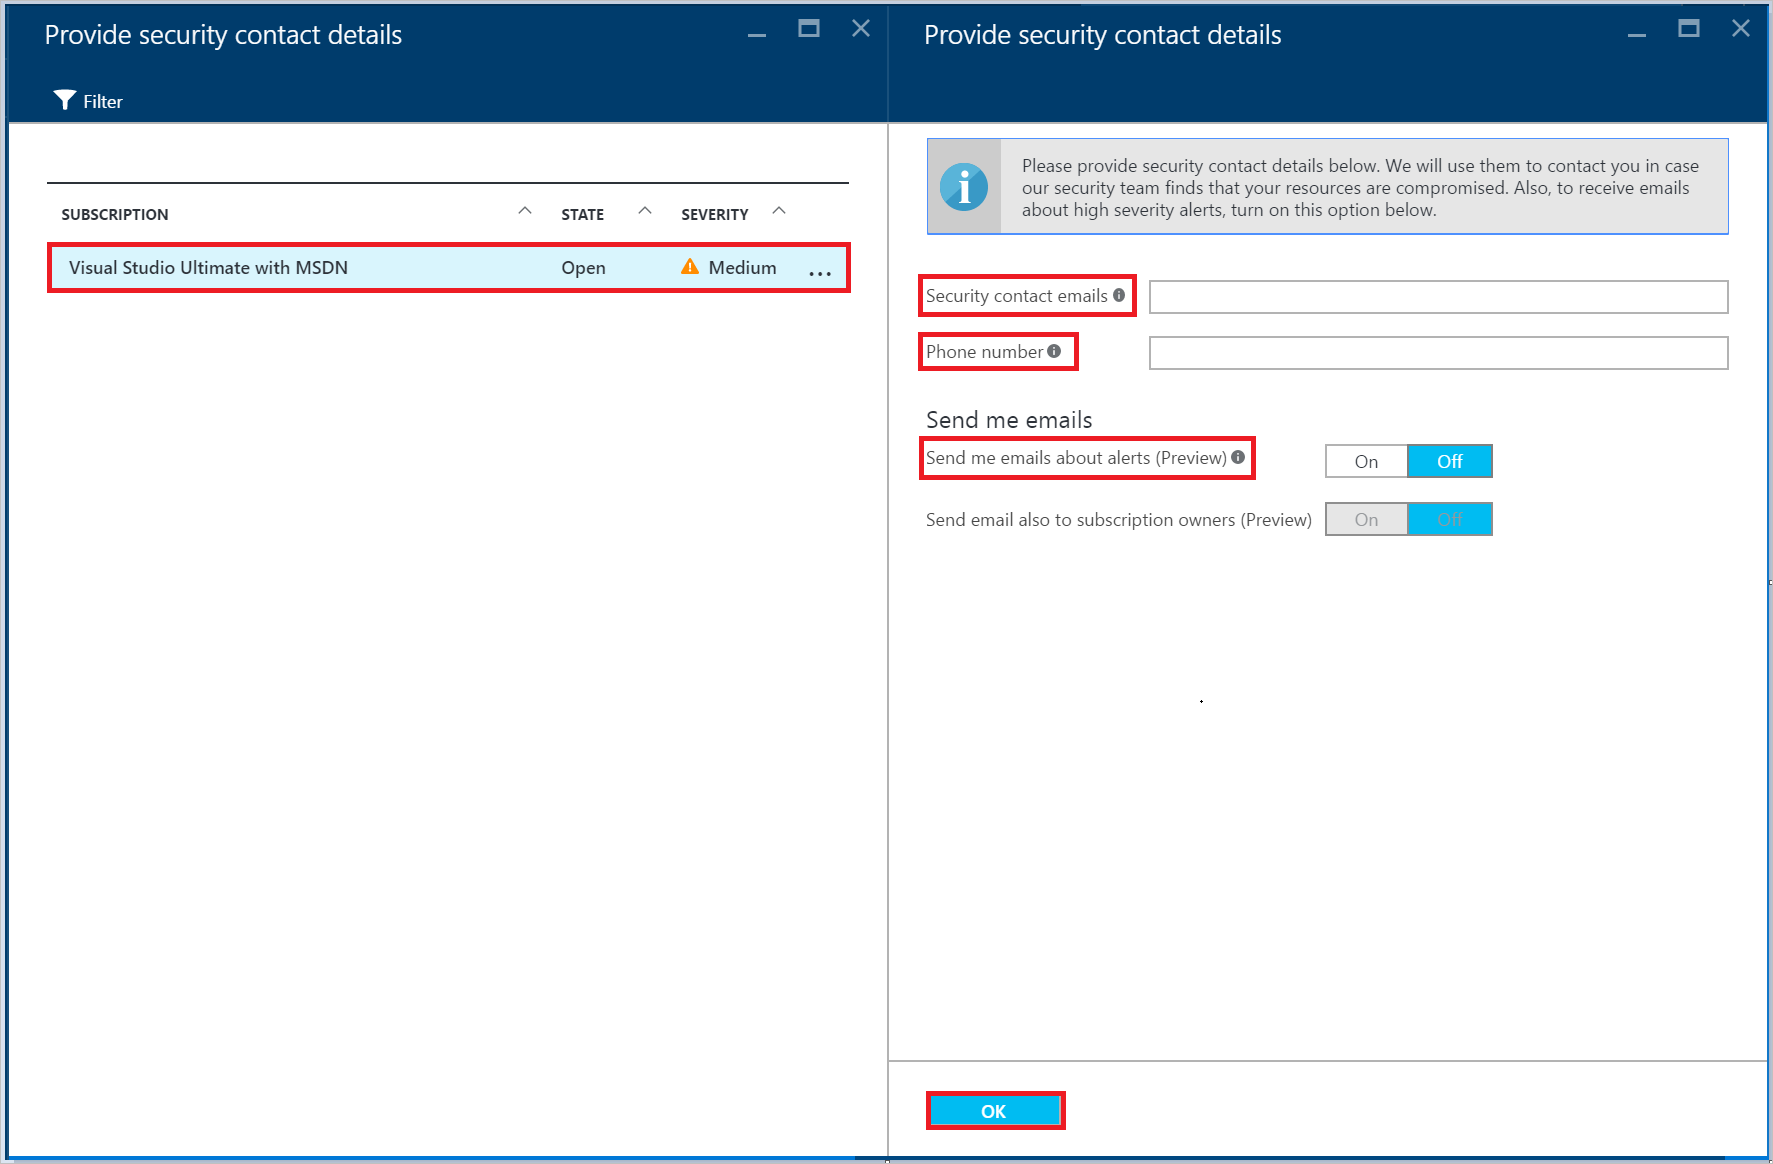 Provide security contact details
Filter
SUBSCRIPTION STATE SEVERITY
Visual Studio Ultimate with MSDN Open Medium ...
Provide security contact details
Please provide security contact details below. We will use them to contact you in case
our security team finds that your resources are compromised. Also, to receive emails
about high severity alerts, turn on this option below.
Security contact emails
Phone number
Send me emails
Send me emails about alerts (Preview) On Off
Send email also to subscription owners (Preview) On Off
OK